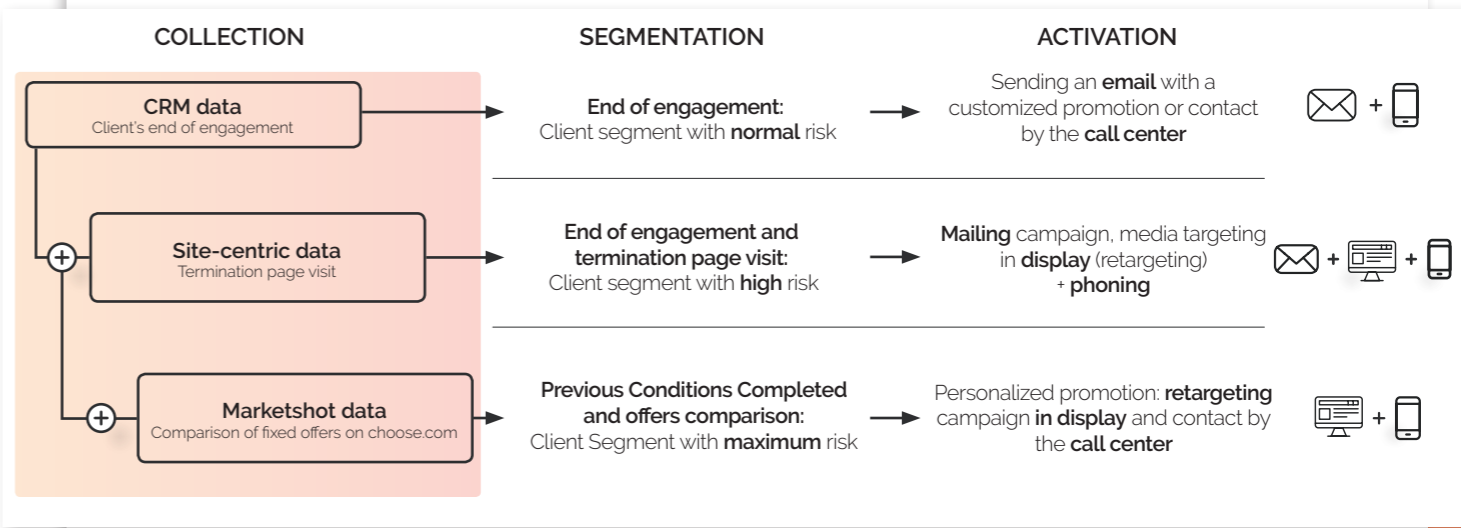 COLLECTION
SEGMENTATION
ACTIVATION
CRM data
Client's end of engagement
End of engagement:
Client segment with normal risk
Sending an email with a
customized promotion or contact
by the call center
+
+
Site-centric data
Termination page visit
End of engagement and
termination page visit:
Client segment with high risk
Mailing campaign, media targeting
in display (retargeting)
+ phoning
+
+
+
Marketshot data
Comparison of fixed offers on choose.com
Previous Conditions Completed
and offers comparison:
Client Segment with maximum risk
Personalized promotion: retargeting
campaign in display and contact by
the call center
+